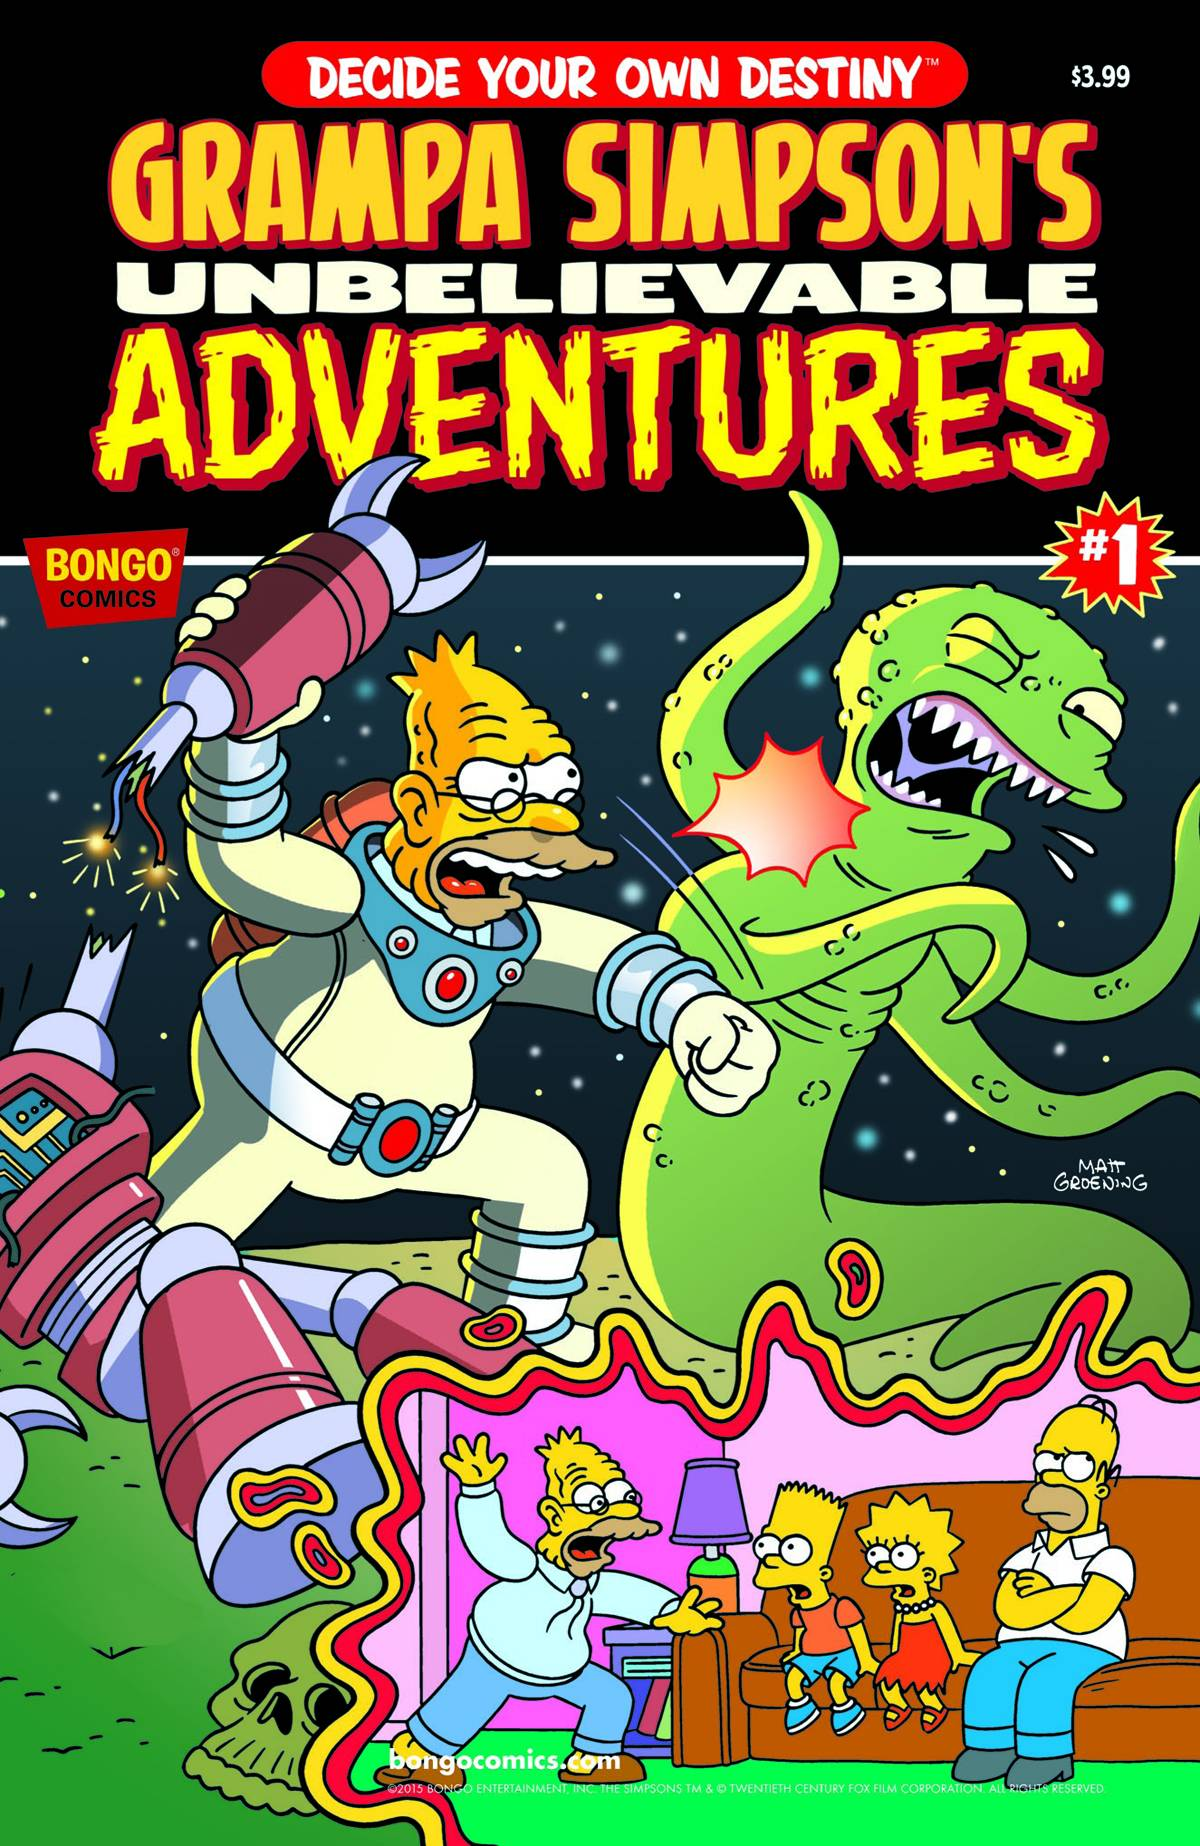 DECIDE YOUR OWN DESTINY™
$3.99
GRAMPA SIMPSON'S
UNBELIEVABLE
ADVENTURES
BONGO®
COMICS
#1
MATT
GROENING
bongocomics.com
©2015 BONGO ENTERTAINMENT, INC. THE SIMPSONS TM & © TWENTIETH CENTURY FOX FILM CORPORATION. ALL RIGHTS RESERVED.